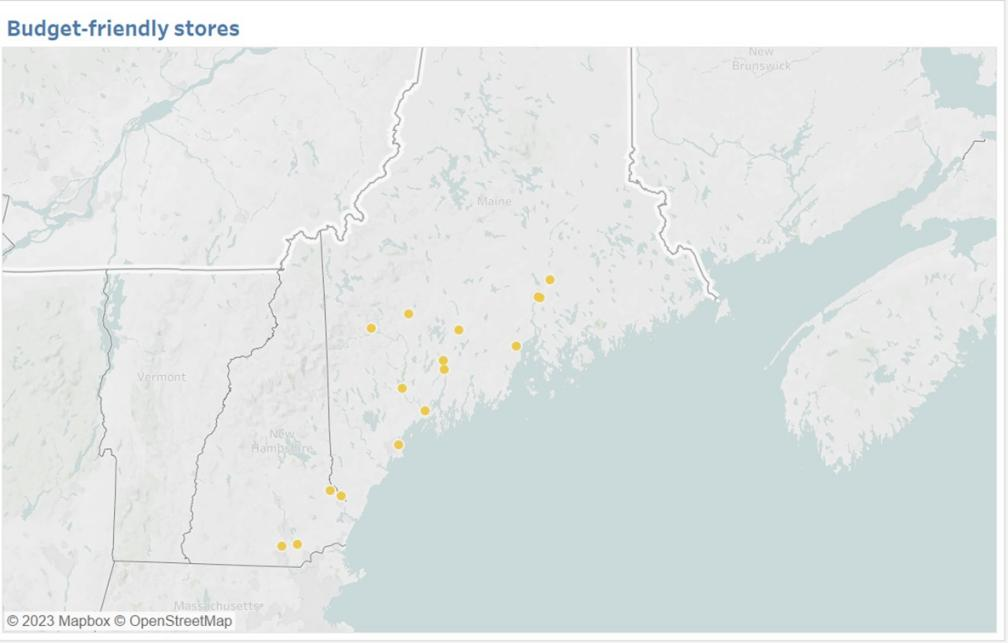 Budget-friendly stores
New
Brunswick
Maine
Vermont
New
Hampshire
Massachusetts
© 2023 Mapbox © OpenStreetMap